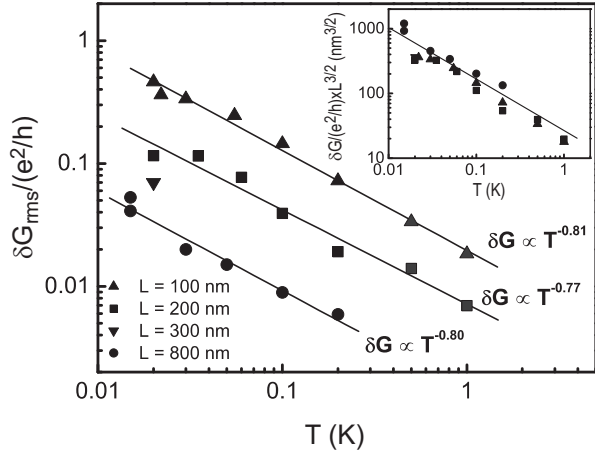 δG_rms/(e²/h)
1
0.1
0.01
0.01
0.1
1
T (K)
L = 100 nm
L = 200 nm
L = 300 nm
L = 800 nm
δG ∝ T^-0.81
δG ∝ T^-0.77
δG ∝ T^-0.80
δG/(e²/h)xL^3/2 (nm^3/2)
1000
100
10
0.01
0.1
1
T (K)